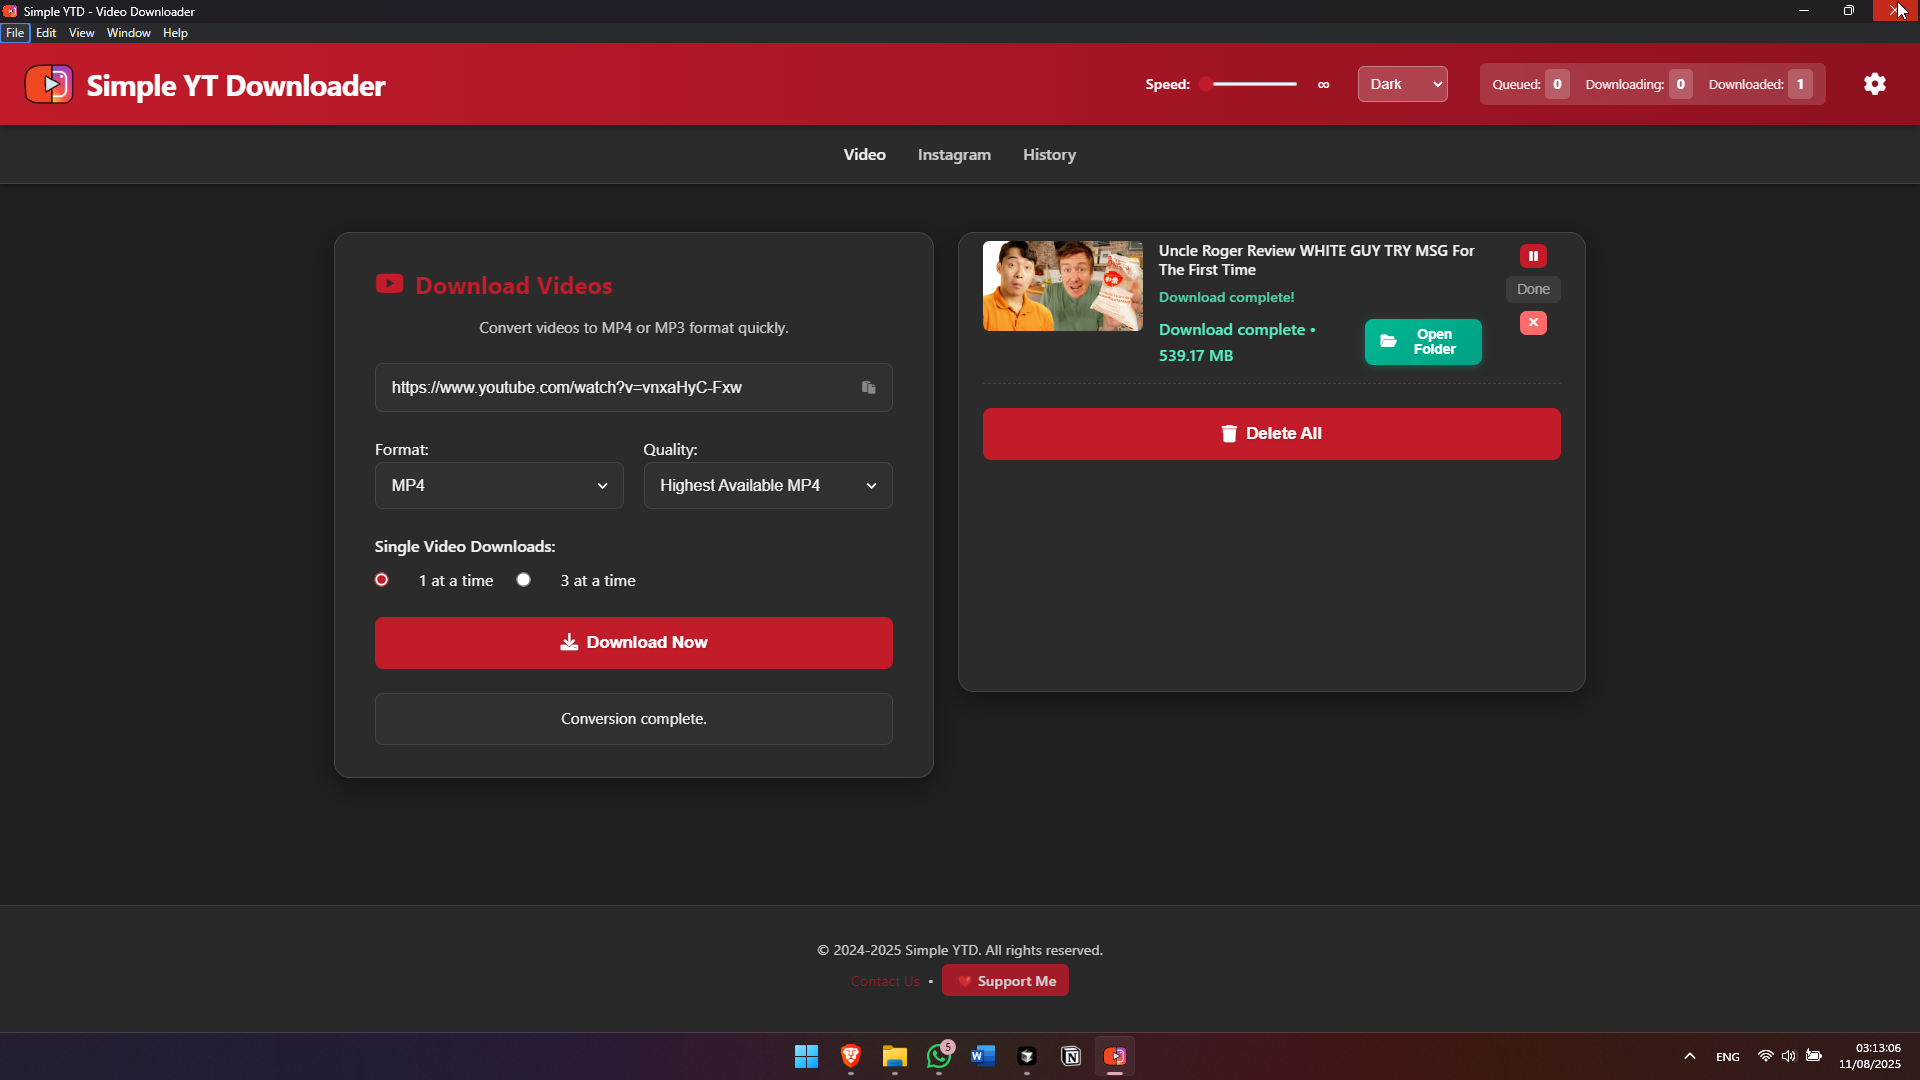 Simple YTD - Video Downloader
File Edit View Window Help
Simple YT Downloader
Speed: ∞
Dark
Queued: 0 Downloading: 0 Downloaded: 1
Video Instagram History
Download Videos
Convert videos to MP4 or MP3 format quickly.
https://www.youtube.com/watch?v=vnxaHyC-Fxw
Format: Quality:
MP4 Highest Available MP4
Single Video Downloads:
1 at a time 3 at a time
Download Now
Conversion complete.
Uncle Roger Review WHITE GUY TRY MSG For
The First Time
Download complete!
Download complete •
539.17 MB
Open
Folder
Done
Delete All
© 2024-2025 Simple YTD. All rights reserved.
Contact Us • Support Me
5
ENG
03:13:06
11/08/2025